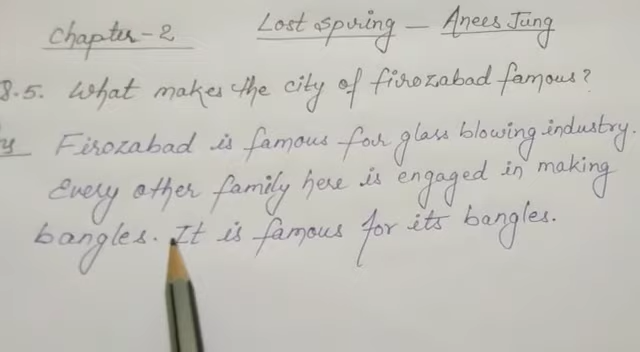 Chapter-2 Lost Spring — Anees Jung
8.5. What makes the city of firozabad famous?
Firozabad is famous for glass blowing industry.
Every other family here is engaged in making
bangles. It is famous for its bangles.